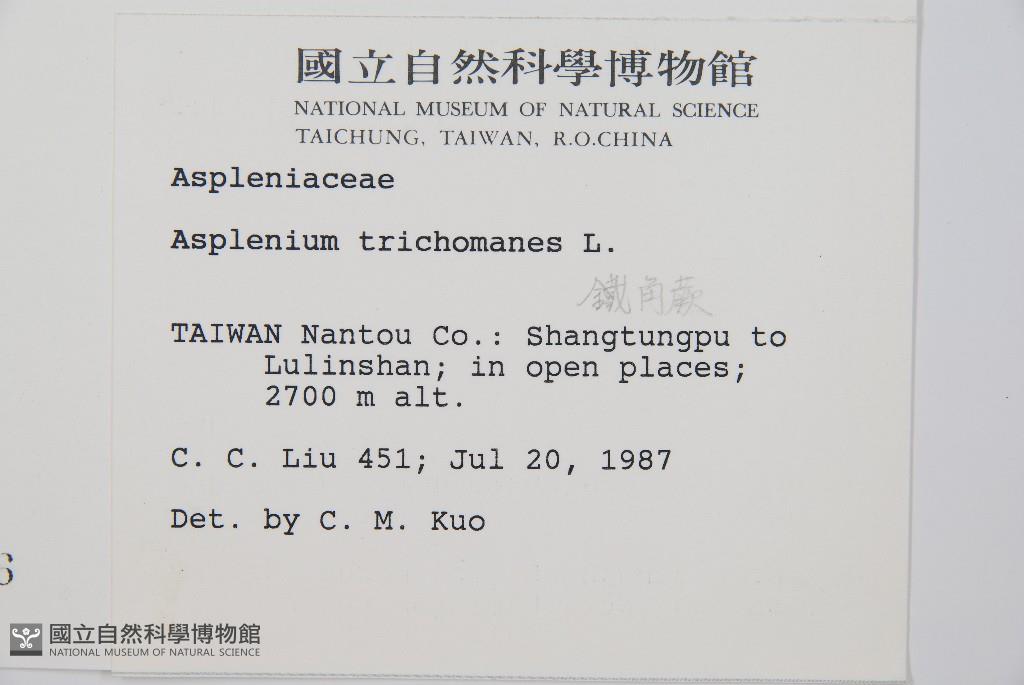 國立自然科學博物館
NATIONAL MUSEUM OF NATURAL SCIENCE
TAICHUNG, TAIWAN, R.O.CHINA
Aspleniaceae
Asplenium trichomanes L.
鐵角蕨
TAIWAN Nantou Co.: Shangtungpu to
Lulinshan; in open places;
2700 m alt.
C. C. Liu 451; Jul 20, 1987
Det. by C. M. Kuo
國立自然科學博物館
NATIONAL MUSEUM OF NATURAL SCIENCE